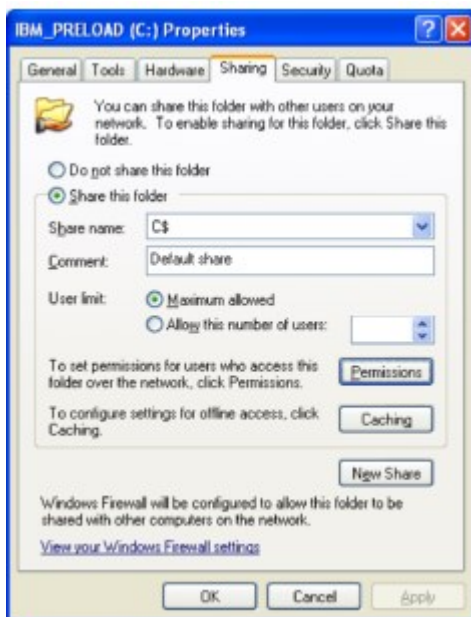 IBM_PRELOAD (C:) Properties
General Tools Hardware Sharing Security Quota
You can share this folder with other users on your
network. To enable sharing for this folder, click Share this
folder.
Do not share this folder
Share this folder
Share name: C$
Comment: Default share
User limit: Maximum allowed
Allow this number of users:
To set permissions for users who access this
folder over the network, click Permissions.
Permissions
To configure settings for offline access, click
Caching.
Caching
New Share
Windows Firewall will be configured to allow this folder to be
shared with other computers on the network.
View your Windows Firewall settings
OK Cancel Apply